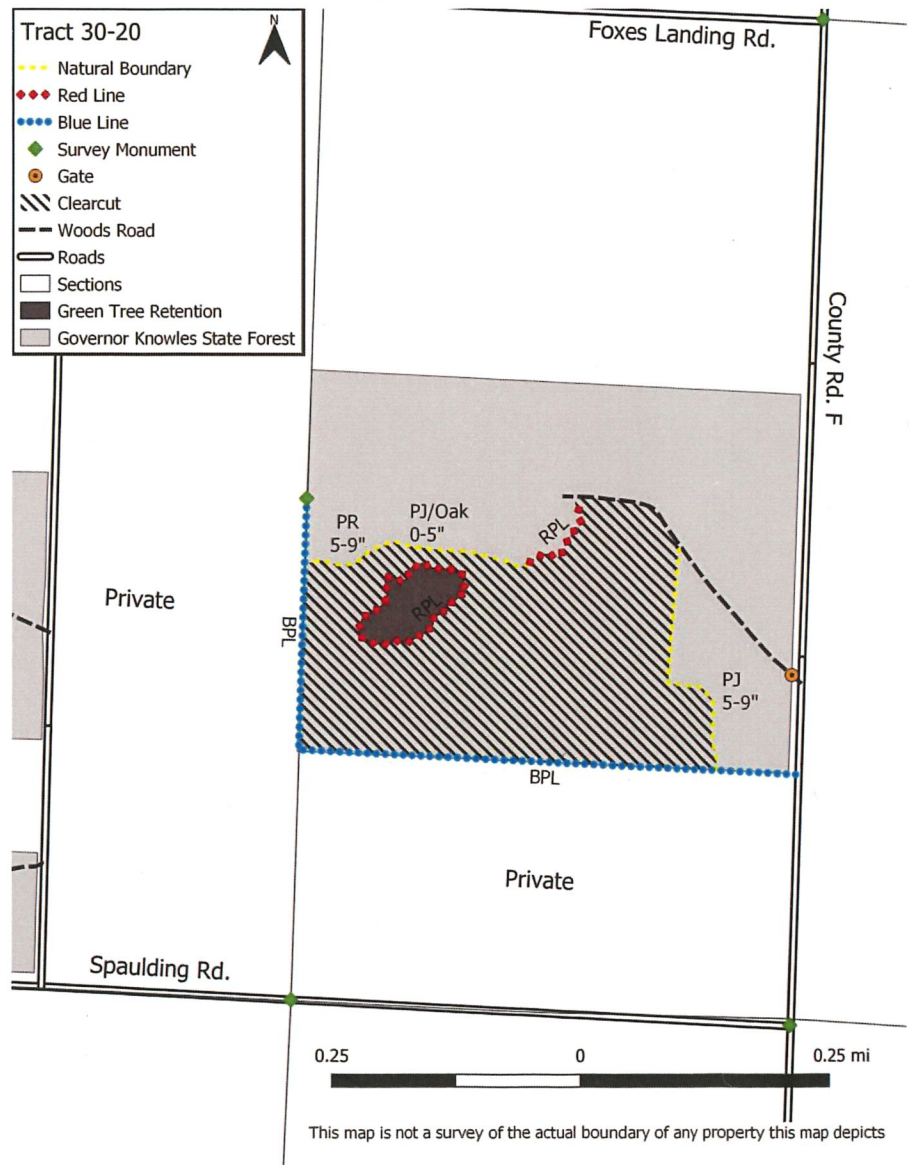 Tract 30-20
N
Natural Boundary
Red Line
Blue Line
Survey Monument
Gate
Clearcut
Woods Road
Roads
Sections
Green Tree Retention
Governor Knowles State Forest
Foxes Landing Rd.
County Rd. F
PR
5-9"
PJ/Oak
0-5"
RPL
RPL
Private
BPL
PJ
5-9"
BPL
Private
Spaulding Rd.
0.25
0
0.25 mi
This map is not a survey of the actual boundary of any property this map depicts